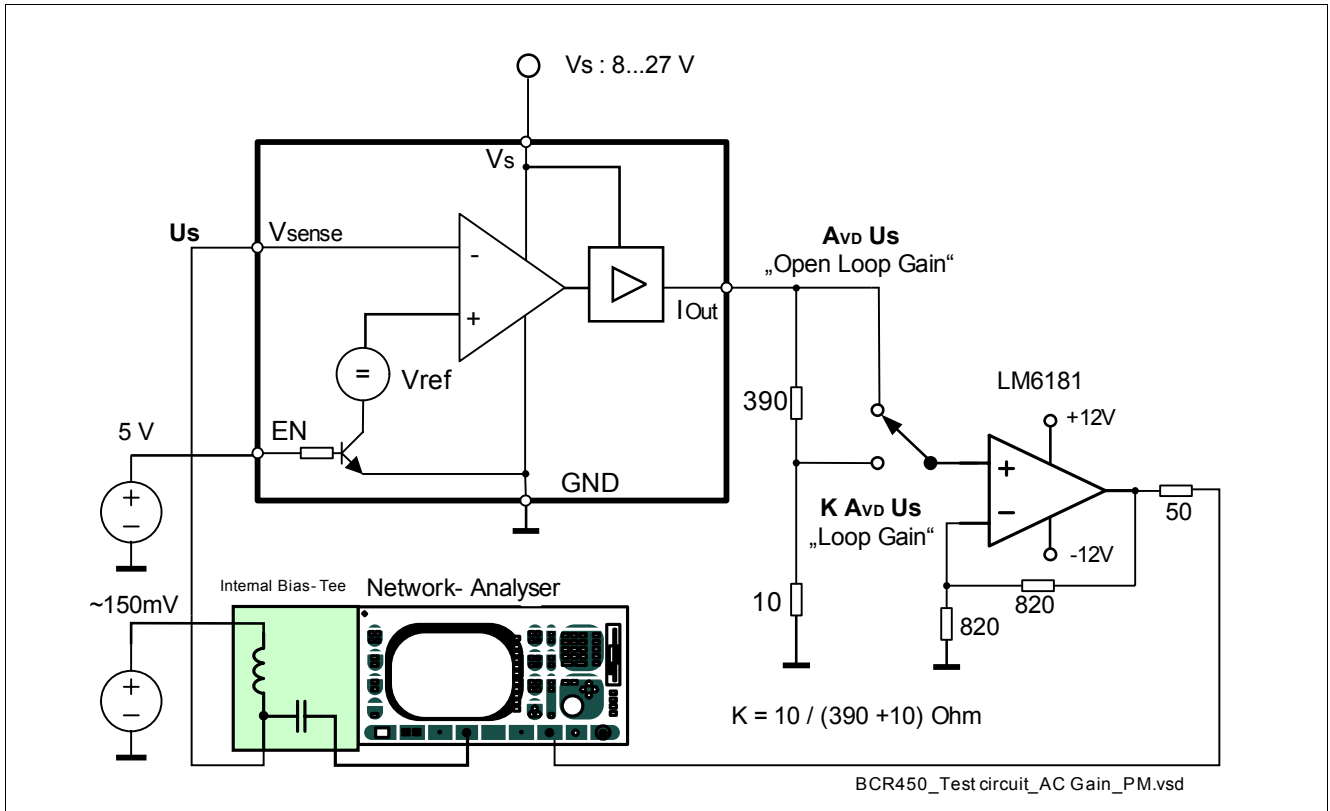 Vs : 8...27 V
Vs
Us
Vsense
-
+
=
Vref
IOut
AVD Us
„Open Loop Gain“
5 V
EN
GND
390
LM6181
+12V
+
−
-12V
50
K AVD Us
„Loop Gain“
820
820
10
+
−
Internal Bias- Tee
Network- Analyser
~150mV
+
−
K = 10 / (390 +10) Ohm
BCR450_Test circuit_AC Gain_PM.vsd